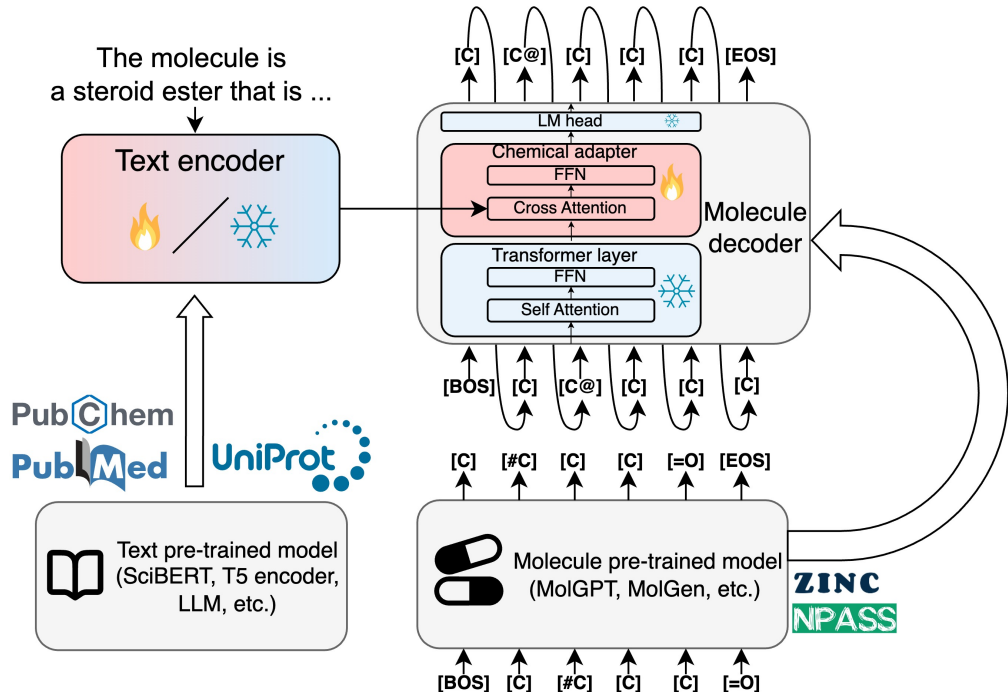 The molecule is
a steroid ester that is ...
Text encoder
[C] [C@] [C] [C] [C] [EOS]
LM head
Chemical adapter
FFN
Cross Attention
Molecule
decoder
Transformer layer
FFN
Self Attention
[BOS] [C] [C@] [C] [C] [C]
PubChem
PubMed
UniProt
Text pre-trained model
(SciBERT, T5 encoder,
LLM, etc.)
[C] [#C] [C] [C] [=O] [EOS]
Molecule pre-trained model
(MolGPT, MolGen, etc.)
ZINC
NPASS
[BOS] [C] [#C] [C] [C] [=O]